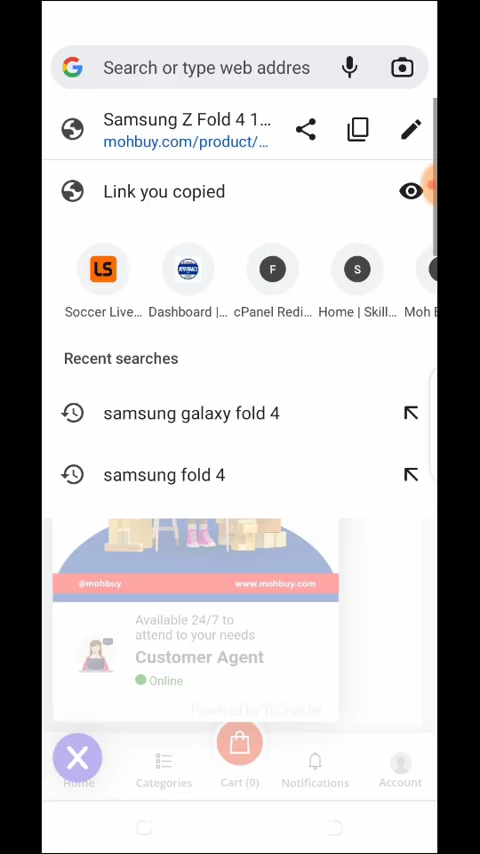 Search or type web addres
Samsung Z Fold 4 1...
mohbuy.com/product/...
Link you copied
LS
F
S
Soccer Live...
Dashboard |...
cPanel Redi...
Home | Skill...
Moh E
Recent searches
samsung galaxy fold 4
samsung fold 4
@mohbuy
www.mohbuy.com
Available 24/7 to
attend to your needs
Customer Agent
Online
Powered by ToChat.be
Home
Categories
Cart (0)
Notifications
Account